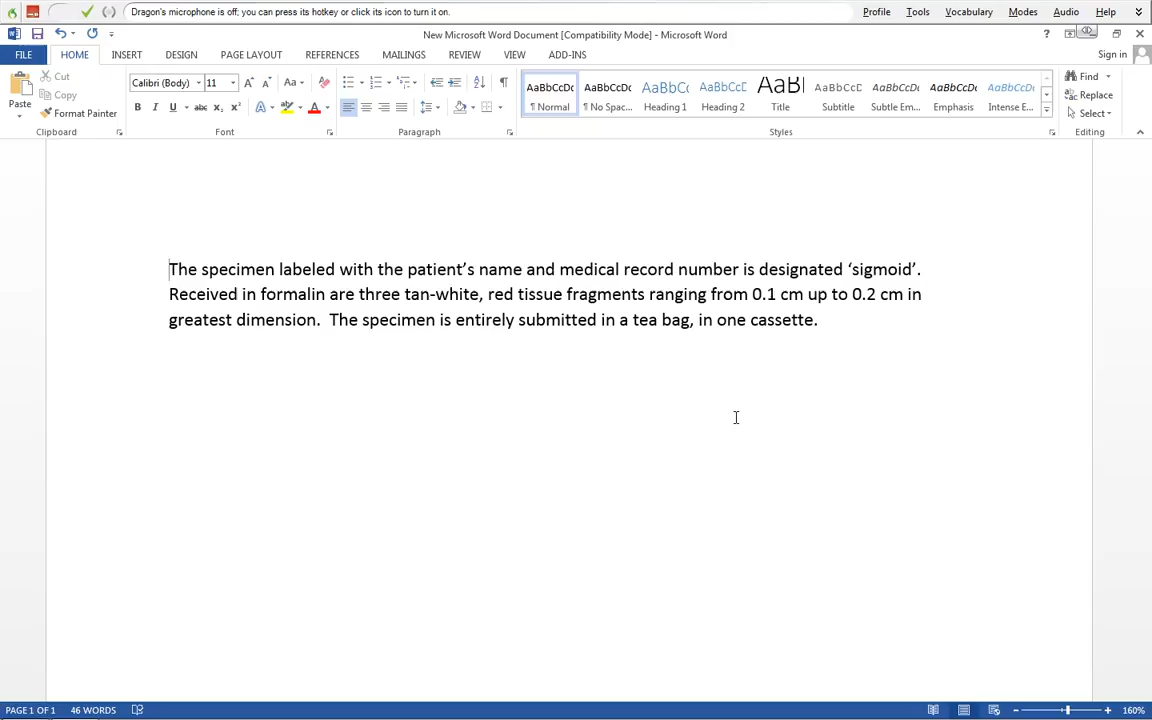 Dragon's microphone is off; you can press its hotkey or click its icon to turn it on.
Profile Tools Vocabulary Modes Audio Help
New Microsoft Word Document [Compatibility Mode] - Microsoft Word
FILE HOME INSERT DESIGN PAGE LAYOUT REFERENCES MAILINGS REVIEW VIEW ADD-INS Sign in
Paste Cut Copy Format Painter
Calibri (Body) 11
AaBbCcDc AaBbCcDc AaBbCc AaBbCcD AaBl AaBbCcD AaBbCcDc AaBbCcDc AaBbCcDc
¶ Normal ¶ No Spac... Heading 1 Heading 2 Title Subtitle Subtle Em... Emphasis Intense E...
Find Replace Select
Clipboard Font Paragraph Styles Editing
The specimen labeled with the patient’s name and medical record number is designated ‘sigmoid’.
Received in formalin are three tan-white, red tissue fragments ranging from 0.1 cm up to 0.2 cm in
greatest dimension.  The specimen is entirely submitted in a tea bag, in one cassette.
PAGE 1 OF 1 46 WORDS 160%